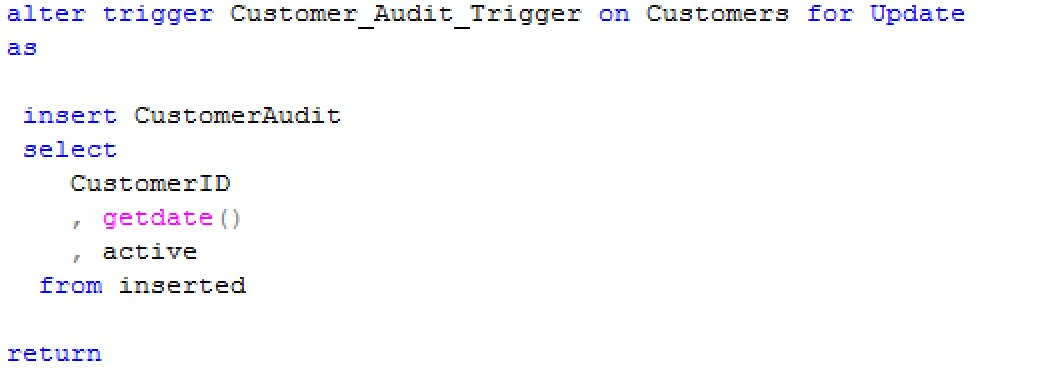 alter trigger Customer_Audit_Trigger on Customers for Update
as
insert CustomerAudit
select
CustomerID
, getdate()
, active
from inserted
return